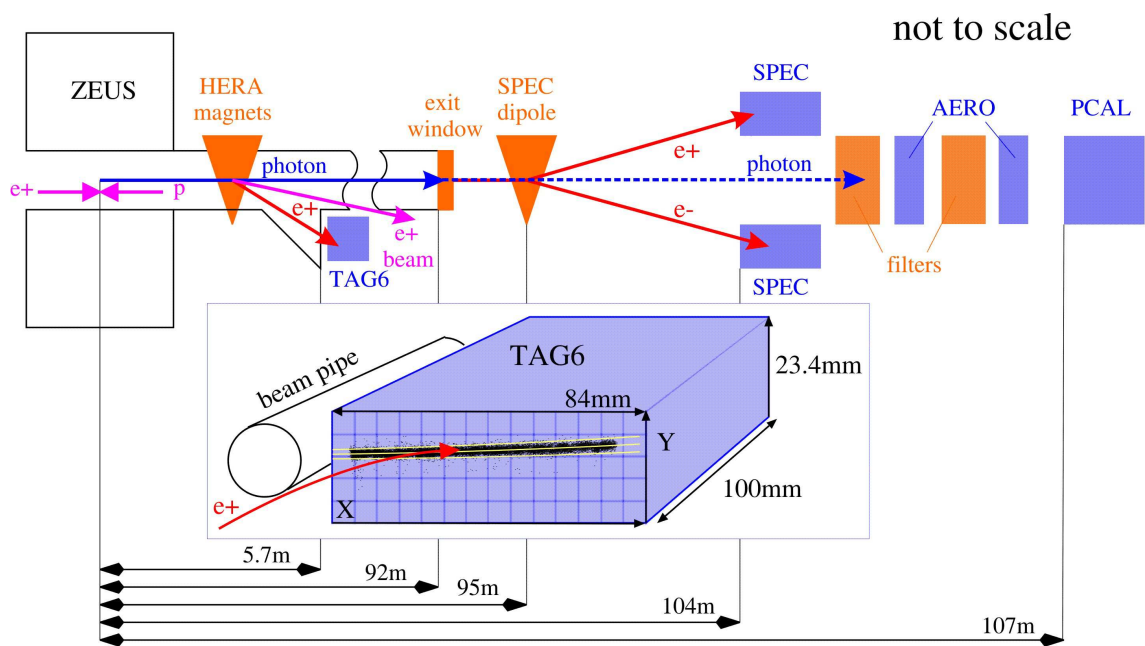 not to scale
ZEUS
HERA
magnets
exit
window
SPEC
dipole
SPEC
AERO
PCAL
e+
p
photon
e+
e+
beam
TAG6
e+
photon
e-
SPEC
filters
TAG6
beam pipe
84mm
23.4mm
Y
X
100mm
e+
5.7m
92m
95m
104m
107m